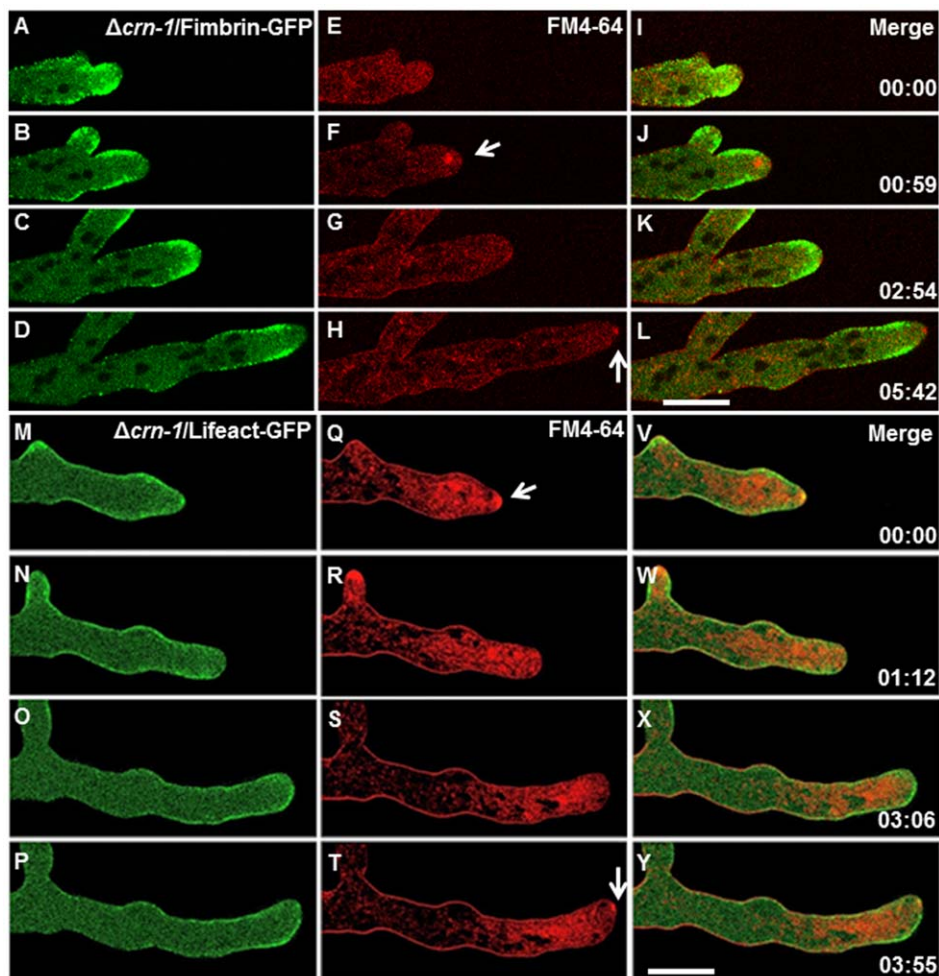 A Δcrn-1/Fimbrin-GFP E FM4-64 I Merge
00:00
B F J
00:59
C G K
02:54
D H L
05:42
M Δcrn-1/Lifeact-GFP Q FM4-64 V Merge
00:00
N R W
01:12
O S X
03:06
P T Y
03:55